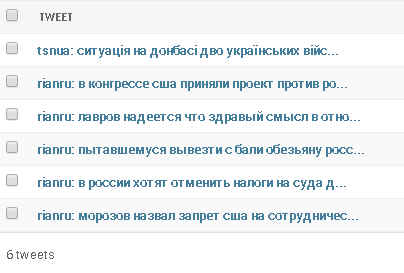 TWEET
tsnua: ситуація на донбасі дво українських війс...
rianru: в конгрессе сша приняли проект против ро...
rianru: лавров надеется что здравый смысл в отно...
rianru: пытавшемуся вывезти с бали обезьяну росс...
rianru: в россии хотят отменить налоги на суда д...
rianru: морозов назвал запрет сша на сотрудничес...
6 tweets